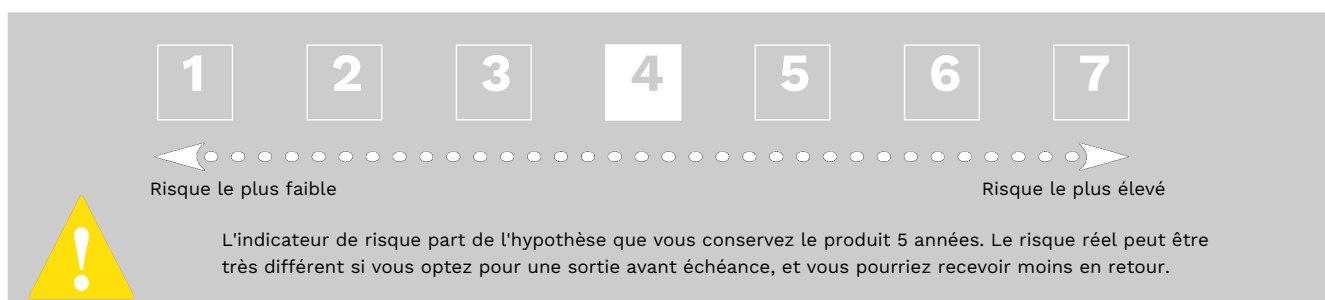 1 2 3 4 5 6 7
Risque le plus faible Risque le plus élevé
L'indicateur de risque part de l'hypothèse que vous conservez le produit 5 années. Le risque réel peut être
très différent si vous optez pour une sortie avant échéance, et vous pourriez recevoir moins en retour.